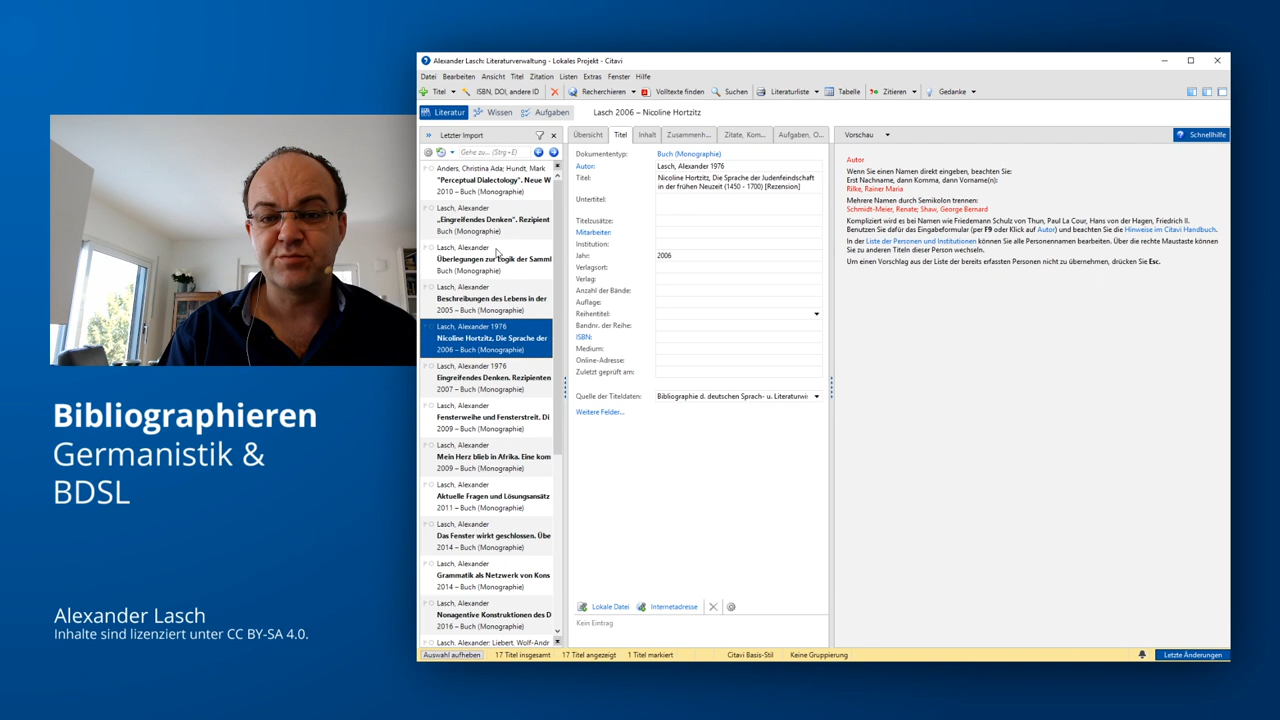 Bibliographieren
Germanistik &
BDSL
Alexander Lasch
Inhalte sind lizenziert unter CC BY-SA 4.0.
Alexander Lasch: Literaturverwaltung - Lokales Projekt - Citavi
Datei Bearbeiten Ansicht Titel Zitation Listen Extras Fenster Hilfe
Titel ISBN, DOI, andere ID Recherchieren Volltexte finden Suchen Literaturliste Tabelle Zitieren Gedanke
Literatur Wissen Aufgaben Lasch 2006 – Nicoline Hortzitz
Letzter Import
Gehe zu... (Strg+E)
Anders, Christina Ada; Hundt, Mark
"Perceptual Dialectology". Neue W
2010 – Buch (Monographie)
Lasch, Alexander
„Eingreifendes Denken". Rezipient
Buch (Monographie)
Lasch, Alexander
Überlegungen zur Logik der Samml
Buch (Monographie)
Lasch, Alexander
Beschreibungen des Lebens in der
2005 – Buch (Monographie)
Lasch, Alexander 1976
Nicoline Hortzitz, Die Sprache der
2006 – Buch (Monographie)
Lasch, Alexander 1976
Eingreifendes Denken. Rezipienten
2007 – Buch (Monographie)
Lasch, Alexander
Fensterweihe und Fensterstreit. Di
2009 – Buch (Monographie)
Lasch, Alexander
Mein Herz blieb in Afrika. Eine kom
2009 – Buch (Monographie)
Lasch, Alexander
Aktuelle Fragen und Lösungsansätz
2011 – Buch (Monographie)
Lasch, Alexander
Das Fenster wirkt geschlossen. Übe
2014 – Buch (Monographie)
Lasch, Alexander
Grammatik als Netzwerk von Kons
2014 – Buch (Monographie)
Lasch, Alexander
Nonagentive Konstruktionen des D
2016 – Buch (Monographie)
Lasch, Alexander; Liebert, Wolf-Andr
Übersicht Titel Inhalt Zusammenh... Zitate, Kom... Aufgaben, O...
Dokumententyp: Buch (Monographie)
Autor: Lasch, Alexander 1976
Titel: Nicoline Hortzitz, Die Sprache der Judenfeindschaft
in der frühen Neuzeit (1450 - 1700) [Rezension]
Untertitel:
Titelzusätze:
Mitarbeiter:
Institution:
Jahr: 2006
Verlagsort:
Verlag:
Anzahl der Bände:
Auflage:
Reihentitel:
Bandnr. der Reihe:
ISBN:
Medium:
Online-Adresse:
Zuletzt geprüft am:
Quelle der Titeldaten: Bibliographie d. deutschen Sprach- u. Literaturwi
Weitere Felder...
Lokale Datei Internetadresse
Kein Eintrag
Vorschau Schnellhilfe
Autor
Wenn Sie einen Namen direkt eingeben, beachten Sie:
Erst Nachname, dann Komma, dann Vorname(n):
Rilke, Rainer Maria
Mehrere Namen durch Semikolon trennen:
Schmidt-Meier, Renate; Shaw, George Bernard
Kompliziert wird es bei Namen wie Friedemann Schulz von Thun, Paul La Cour, Hans von der Hagen, Friedrich II.
Benutzen Sie dafür das Eingabeformular (per F9 oder Klick auf Autor) und beachten Sie die Hinweise im Citavi Handbuch.
In der Liste der Personen und Institutionen können Sie alle Personennamen bearbeiten. Über die rechte Maustaste können
Sie zu anderen Titeln dieser Person wechseln.
Um einen Vorschlag aus der Liste der bereits erfassten Personen nicht zu übernehmen, drücken Sie Esc.
Auswahl aufheben 17 Titel insgesamt 17 Titel angezeigt 1 Titel markiert Citavi Basis-Stil Keine Gruppierung Letzte Änderungen